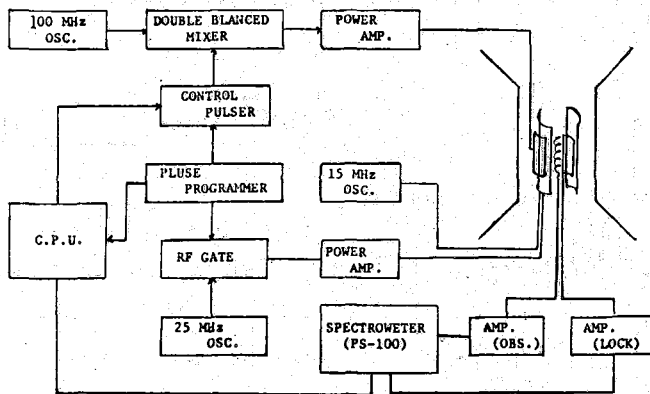 100 MHz
OSC.
DOUBLE BLANCED
MIXER
POWER
AMP.
CONTROL
PULSER
PLUSE
PROGRAMMER
15 MHz
OSC.
C.P.U.
RF GATE
POWER
AMP.
25 MHz
OSC.
SPECTROWETER
(PS-100)
AMP.
(OBS.)
AMP.
(LOCK)